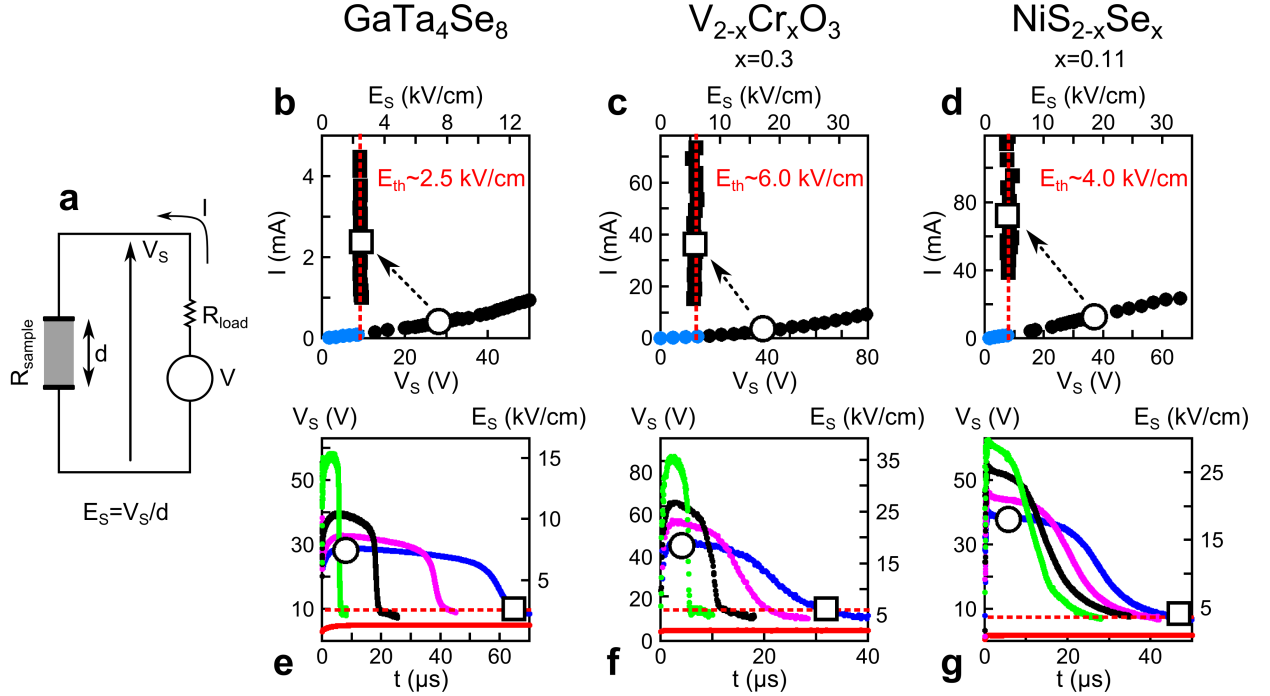 GaTa4Se8
V2-xCrxO3
x=0.3
NiS2-xSex
x=0.11
a
I
VS
Rload
Rsample
d
V
ES=VS/d
b
ES (kV/cm)
0 4 8 12
Eth~2.5 kV/cm
I (mA)
4
2
0
0 20 40
VS (V)
c
ES (kV/cm)
0 10 20 30
Eth~6.0 kV/cm
I (mA)
60
40
20
0
0 20 40 60 80
VS (V)
d
ES (kV/cm)
0 10 20 30
Eth~4.0 kV/cm
I (mA)
80
40
0
0 20 40 60
VS (V)
VS (V) ES (kV/cm)
50
30
10
15
10
5
0 20 40 60
e t (µs)
VS (V) ES (kV/cm)
80
60
40
20
0
35
25
15
5
0 20 40
f t (µs)
VS (V) ES (kV/cm)
50
30
10
25
15
5
0 20 40
g t (µs)